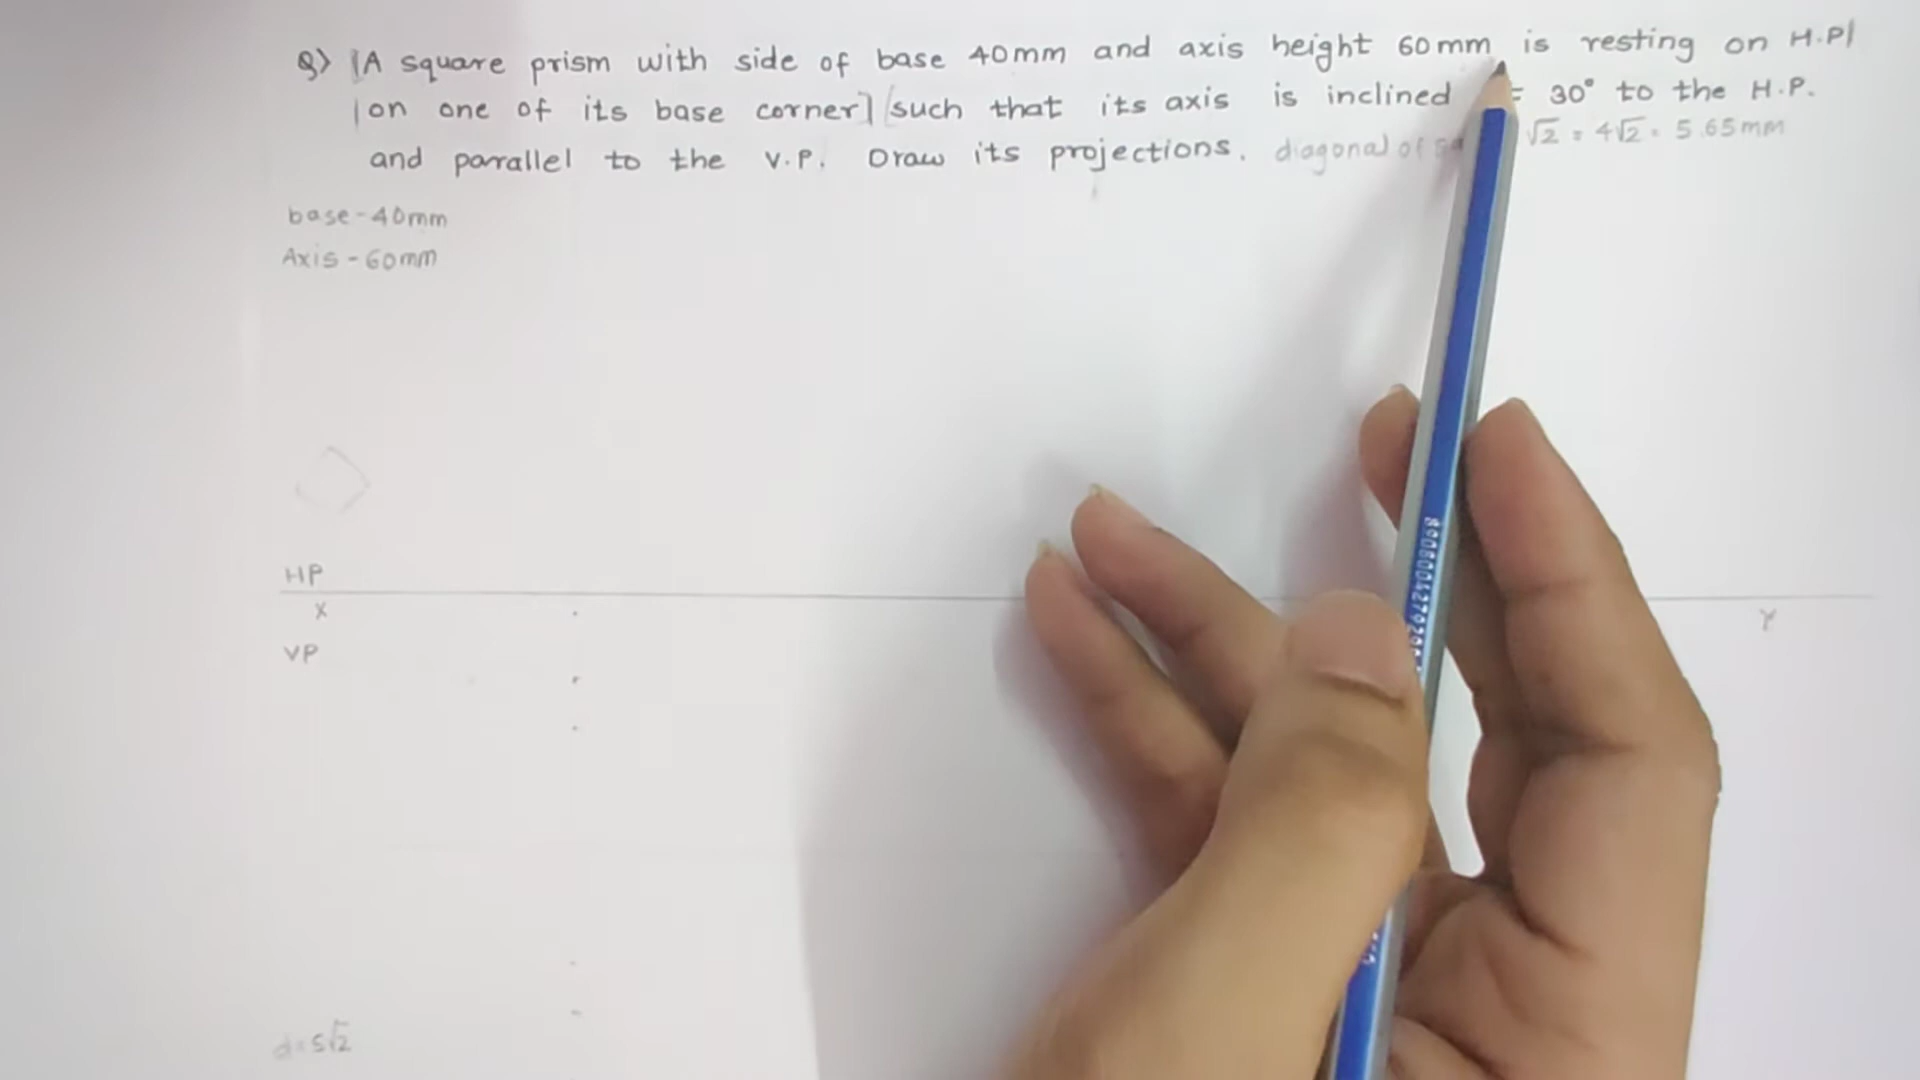 Q) [A square prism with side of base 40mm and axis height 60mm is resting on H.P|
|on one of its base corner] [such that its axis is inclined = 30° to the H.P.
and parallel to the V.P. Draw its projections. diagonal of √2 = 4√2 = 5.65mm
base-40mm
Axis - 60mm
HP
X
Y
VP
d=s√2